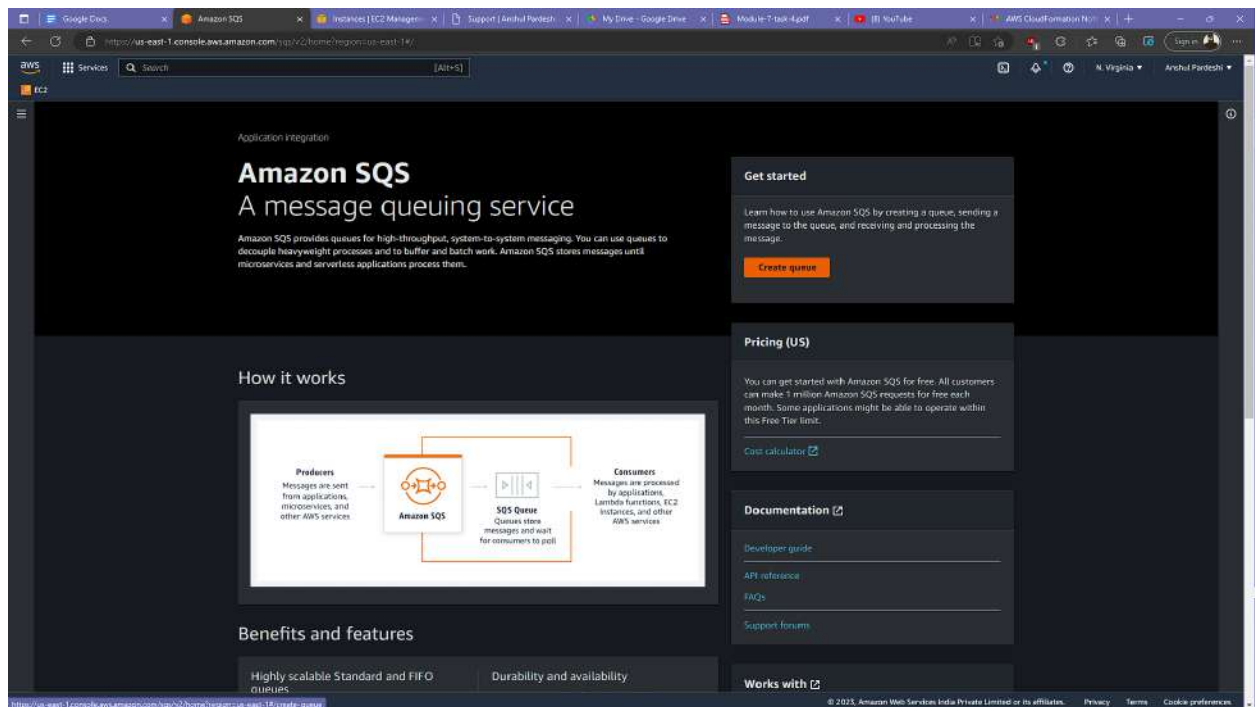 Google Docs
Amazon SQS
Instances | EC2 Managem
Support | Anshul Pardeshi
My Drive - Google Drive
Module-7-task-4.pdf
(8) YouTube
AWS CloudFormation Noti
https://us-east-1.console.aws.amazon.com/sqs/v2/home?region=us-east-1#/
Sign in
aws
Services
Search
[Alt+S]
N. Virginia
Anshul Pardeshi
EC2
Application integration
Amazon SQS
A message queuing service
Amazon SQS provides queues for high-throughput, system-to-system messaging. You can use queues to
decouple heavyweight processes and to buffer and batch work. Amazon SQS stores messages until
microservices and serverless applications process them.
Get started
Learn how to use Amazon SQS by creating a queue, sending a
message to the queue, and receiving and processing the
message.
Create queue
Pricing (US)
You can get started with Amazon SQS for free. All customers
can make 1 million Amazon SQS requests for free each
month. Some applications might be able to operate within
this Free Tier limit.
Cost calculator
How it works
Producers
Messages are sent
from applications,
microservices, and
other AWS services
Amazon SQS
SQS Queue
Queues store
messages and wait
for consumers to poll
Consumers
Messages are processed
by applications,
Lambda functions, EC2
Instances, and other
AWS services
Documentation
Developer guide
API reference
FAQs
Support forums
Benefits and features
Highly scalable Standard and FIFO
queues
Durability and availability
Works with
https://us-east-1.console.aws.amazon.com/sqs/v2/home?region=us-east-1#/create-queue
© 2023, Amazon Web Services India Private Limited or its affiliates.
Privacy
Terms
Cookie preferences